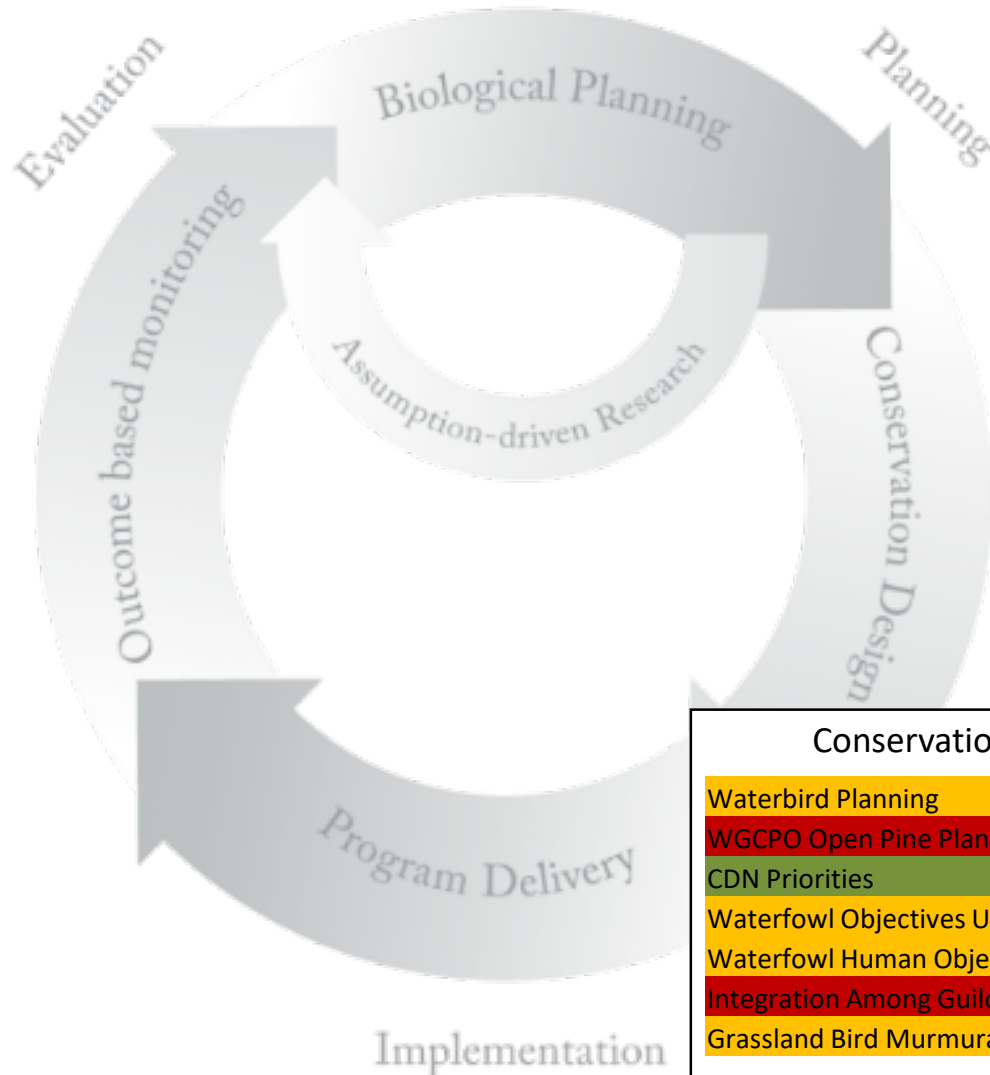 Evaluation
Planning
Biological Planning
Outcome based monitoring
Assumption-driven Research
Conservation Design
Program Delivery
Implementation
Conservatio
Waterbird Planning
WGCPO Open Pine Plan
CDN Priorities
Waterfowl Objectives U
Waterfowl Human Obje
Integration Among Guil
Grassland Bird Murmura